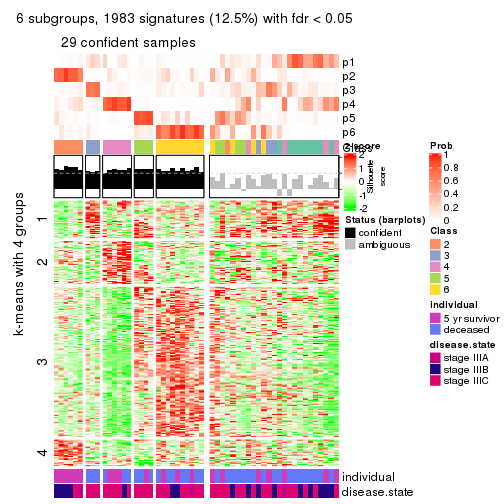 6 subgroups, 1983 signatures (12.5%) with fdr < 0.05
29 confident samples
p1
p2
p3
p4
p5
p6
Class
z-score
2
1
0
-1
-2
Silhouette
score
k-means with 4 groups
1
2
3
4
individual
disease.state
Status (barplots)
confident
ambiguous
Prob
1
0.8
0.6
0.4
0.2
0
Class
2
3
4
5
6
individual
5 yr survivor
deceased
disease.state
stage IIIA
stage IIIB
stage IIIC